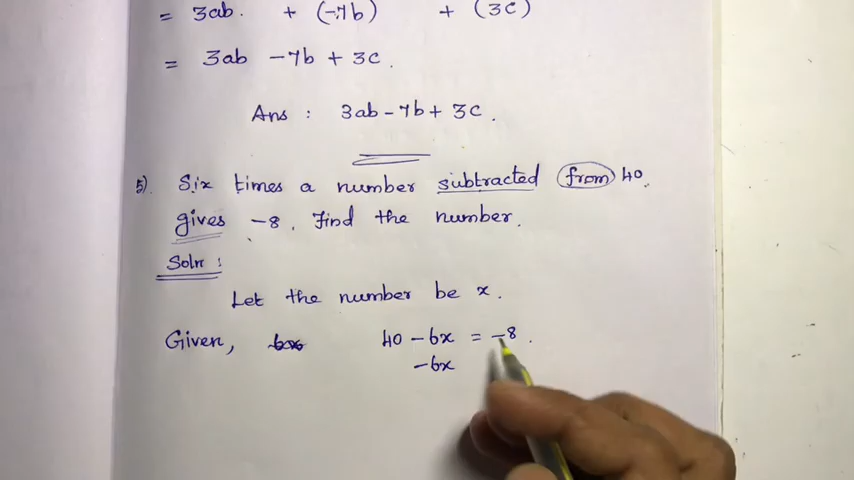 = 3ab. + (-7b) + (3c)
= 3ab - 7b + 3c.
Ans : 3ab - 7b + 3c.
5) Six times a number subtracted from 40.
gives -8. Find the number.
Soln :
Let the number be x.
Given, 6x 40 - 6x = -8.
-6x